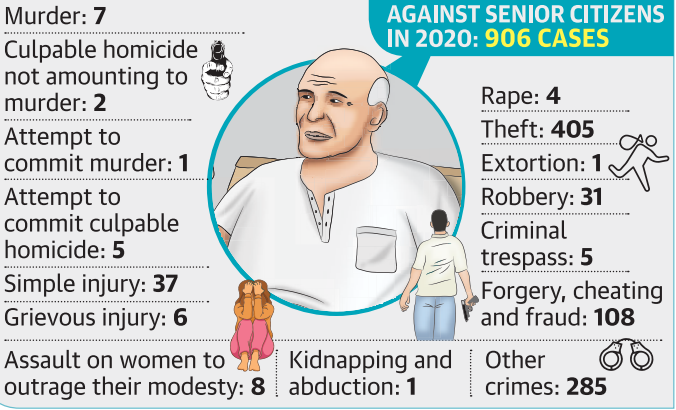 AGAINST SENIOR CITIZENS
IN 2020: 906 CASES
Murder: 7
Culpable homicide
not amounting to
murder: 2
Attempt to
commit murder: 1
Attempt to
commit culpable
homicide: 5
Simple injury: 37
Grievous injury: 6
Assault on women to
outrage their modesty: 8
Kidnapping and
abduction: 1
Rape: 4
Theft: 405
Extortion: 1
Robbery: 31
Criminal
trespass: 5
Forgery, cheating
and fraud: 108
Other
crimes: 285